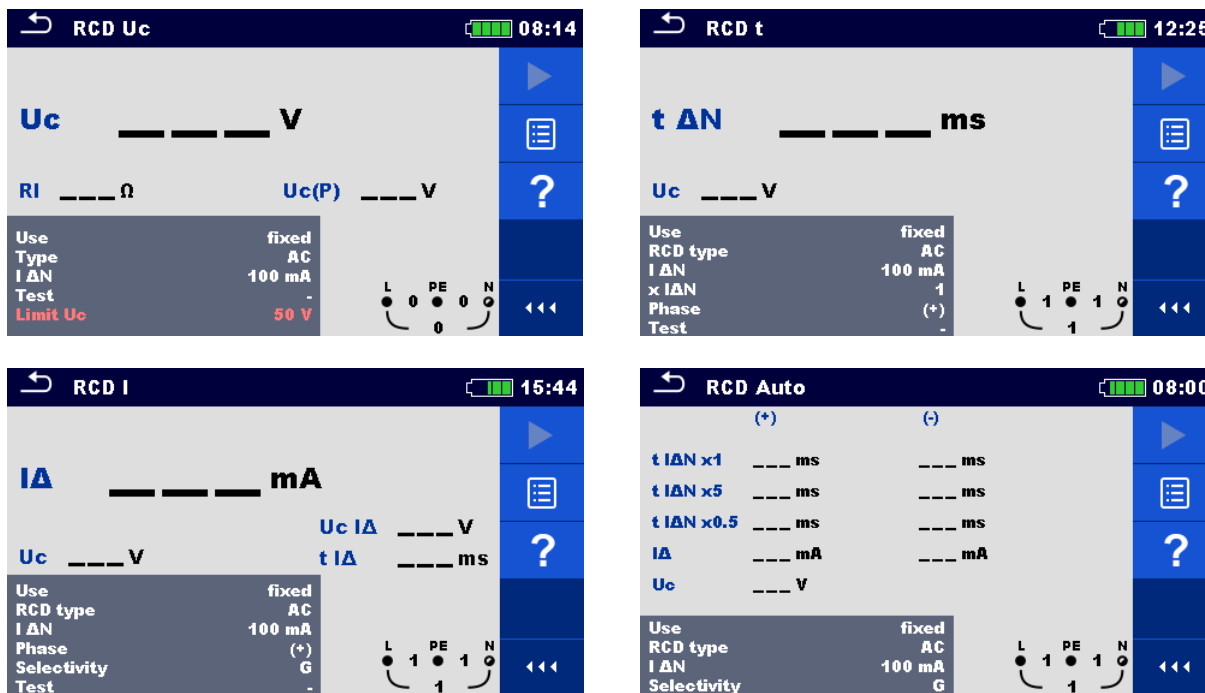 RCD Uc 08:14
Uc ___ V
RI ___ Ω Uc(P) ___ V
?
Use fixed
Type AC
I ΔN 100 mA
Test -
Limit Uc 50 V
L PE N
0 0
0
RCD t 12:25
t ΔN ___ ms
Uc ___ V
?
Use fixed
RCD type AC
I ΔN 100 mA
x IΔN 1
Phase (+)
Test -
L PE N
1 1
1
RCD I 15:44
IΔ ___ mA
Uc IΔ ___ V
Uc ___ V t IΔ ___ ms
?
Use fixed
RCD type AC
I ΔN 100 mA
Phase (+)
Selectivity G
Test -
L PE N
1 1
1
RCD Auto 08:00
(+) (-)
t IΔN x1 ___ ms ___ ms
t IΔN x5 ___ ms ___ ms
t IΔN x0.5 ___ ms ___ ms
IΔ ___ mA ___ mA
Uc ___ V
?
Use fixed
RCD type AC
I ΔN 100 mA
Selectivity G
L PE N
1 1
1